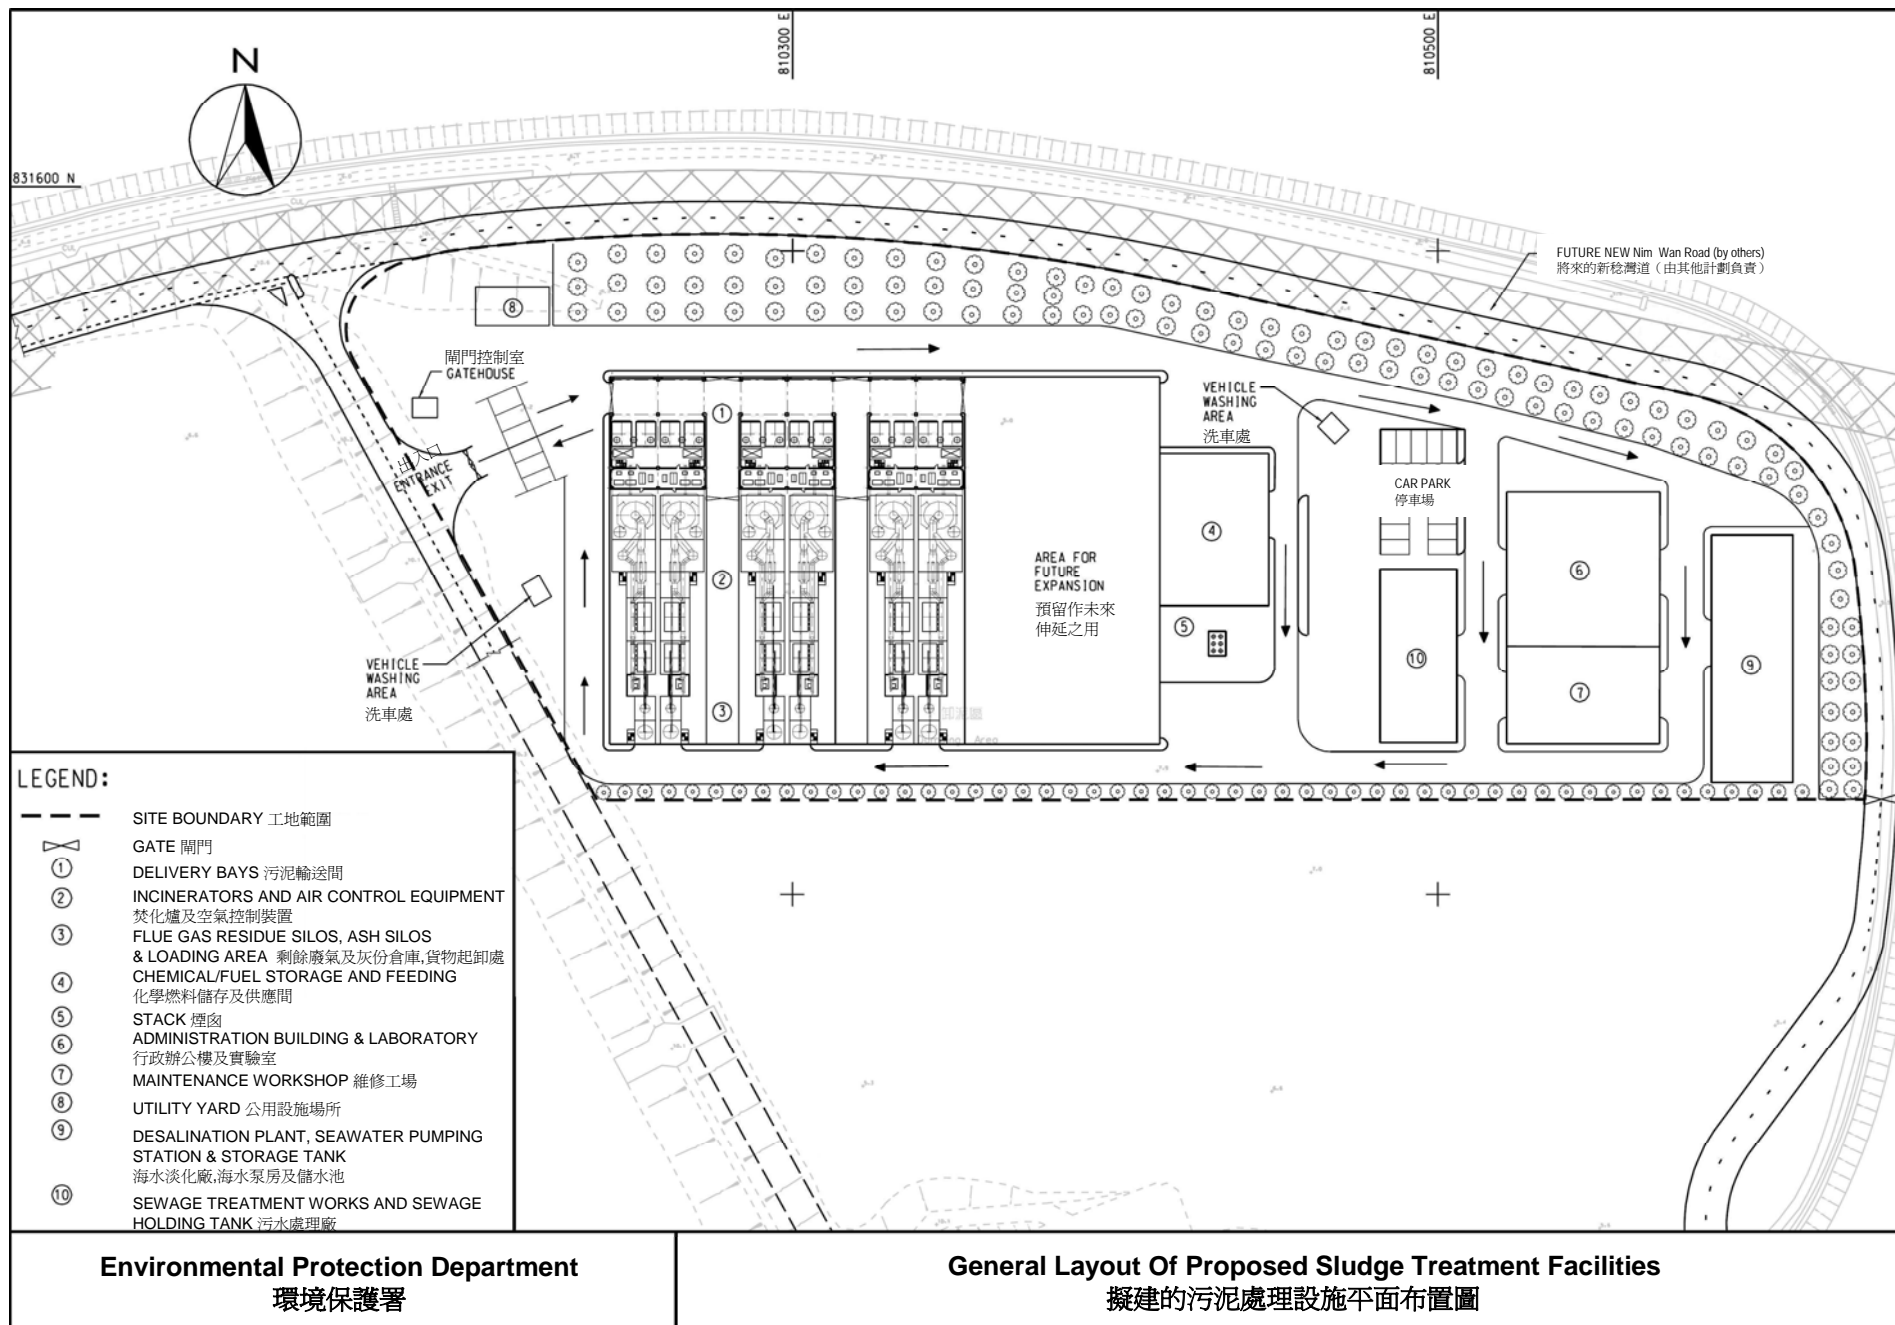 N
810300 E
810500 E
831600 N
FUTURE NEW Nim Wan Road (by others)
將來的新稔灣道（由其他計劃負責）
8
閘門控制室
GATEHOUSE
出入口
ENTRANCE
EXIT
VEHICLE
WASHING
AREA
洗車處
CAR PARK
停車場
1
2
3
AREA FOR
FUTURE
EXPANSION
預留作未來
伸延之用
4
5
6
7
9
10
VEHICLE
WASHING
AREA
洗車處
Area
LEGEND:
SITE BOUNDARY 工地範圍
GATE 閘門
1 DELIVERY BAYS 污泥輸送間
2 INCINERATORS AND AIR CONTROL EQUIPMENT
焚化爐及空氣控制裝置
3 FLUE GAS RESIDUE SILOS, ASH SILOS
& LOADING AREA 剩餘廢氣及灰份倉庫,貨物起卸處
4 CHEMICAL/FUEL STORAGE AND FEEDING
化學燃料儲存及供應間
5 STACK 煙囪
6 ADMINISTRATION BUILDING & LABORATORY
行政辦公樓及實驗室
7 MAINTENANCE WORKSHOP 維修工場
8 UTILITY YARD 公用設施場所
9 DESALINATION PLANT, SEAWATER PUMPING
STATION & STORAGE TANK
海水淡化廠,海水泵房及儲水池
10 SEWAGE TREATMENT WORKS AND SEWAGE
HOLDING TANK 污水處理廠
Environmental Protection Department
環境保護署
General Layout Of Proposed Sludge Treatment Facilities
擬建的污泥處理設施平面布置圖